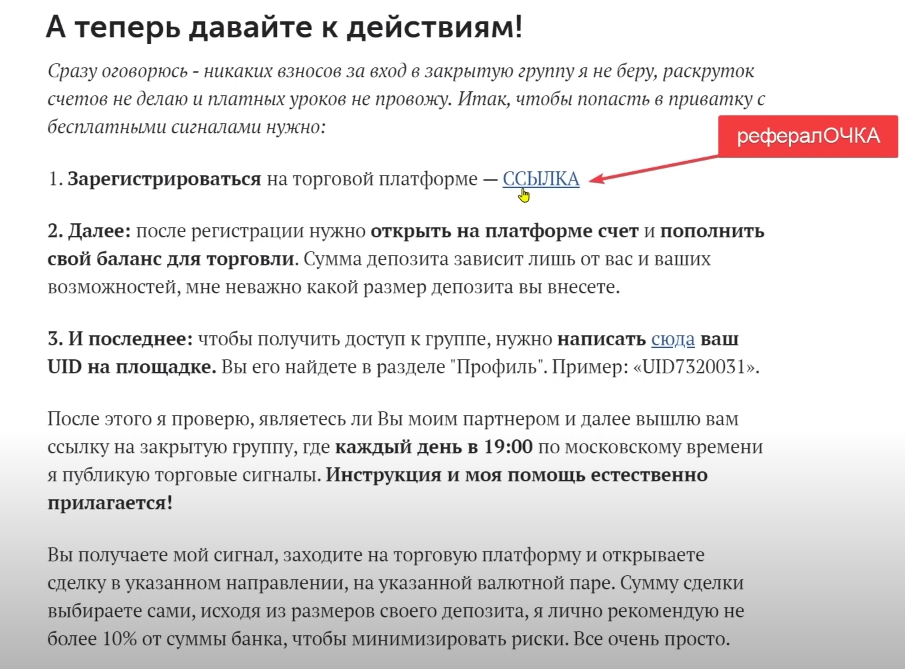 А теперь давайте к действиям!
Сразу оговорюсь - никаких взносов за вход в закрытую группу я не беру, раскруток
счетов не делаю и платных уроков не провожу. Итак, чтобы попасть в приватку с
бесплатными сигналами нужно:
рефералОЧКА
1. Зарегистрироваться на торговой платформе — ССЫЛКА
2. Далее: после регистрации нужно открыть на платформе счет и пополнить
свой баланс для торговли. Сумма депозита зависит лишь от вас и ваших
возможностей, мне неважно какой размер депозита вы внесете.
3. И последнее: чтобы получить доступ к группе, нужно написать сюда ваш
UID на площадке. Вы его найдете в разделе "Профиль". Пример: «UID7320031».
После этого я проверю, являетесь ли Вы моим партнером и далее вышлю вам
ссылку на закрытую группу, где каждый день в 19:00 по московскому времени
я публикую торговые сигналы. Инструкция и моя помощь естественно
прилагается!
Вы получаете мой сигнал, заходите на торговую платформу и открываете
сделку в указанном направлении, на указанной валютной паре. Сумму сделки
выбираете сами, исходя из размеров своего депозита, я лично рекомендую не
более 10% от суммы банка, чтобы минимизировать риски. Все очень просто.